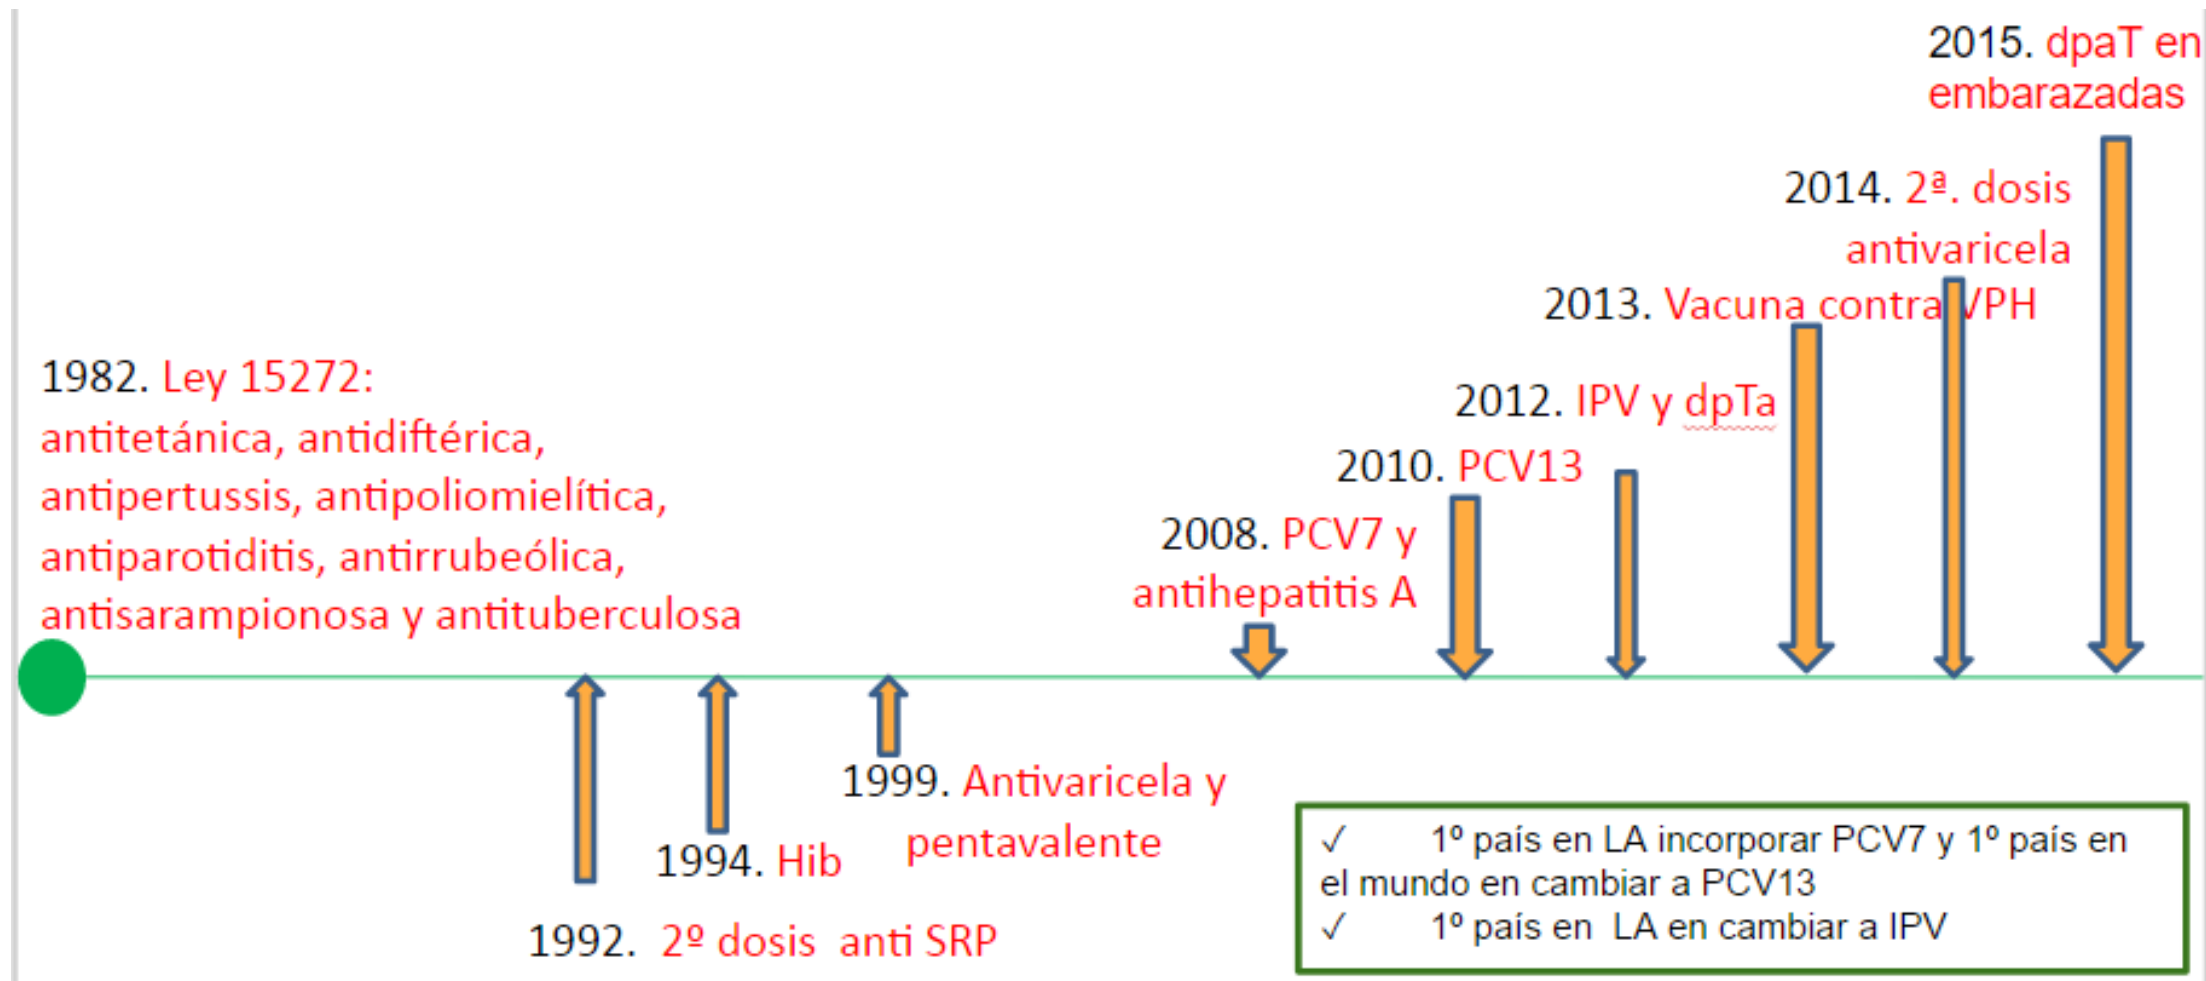 1982. Ley 15272:
antitetánica, antidiftérica,
antipertussis, antipoliomielítica,
antiparotiditis, antirrubeólica,
antisarampionosa y antituberculosa
1992. 2º dosis anti SRP
1994. Hib
1999. Antivaricela y
pentavalente
2008. PCV7 y
antihepatitis A
2010. PCV13
2012. IPV y dpTa
2013. Vacuna contra VPH
2014. 2ª. dosis
antivaricela
2015. dpaT en
embarazadas
✓ 1º país en LA incorporar PCV7 y 1º país en
el mundo en cambiar a PCV13
✓ 1º país en LA en cambiar a IPV